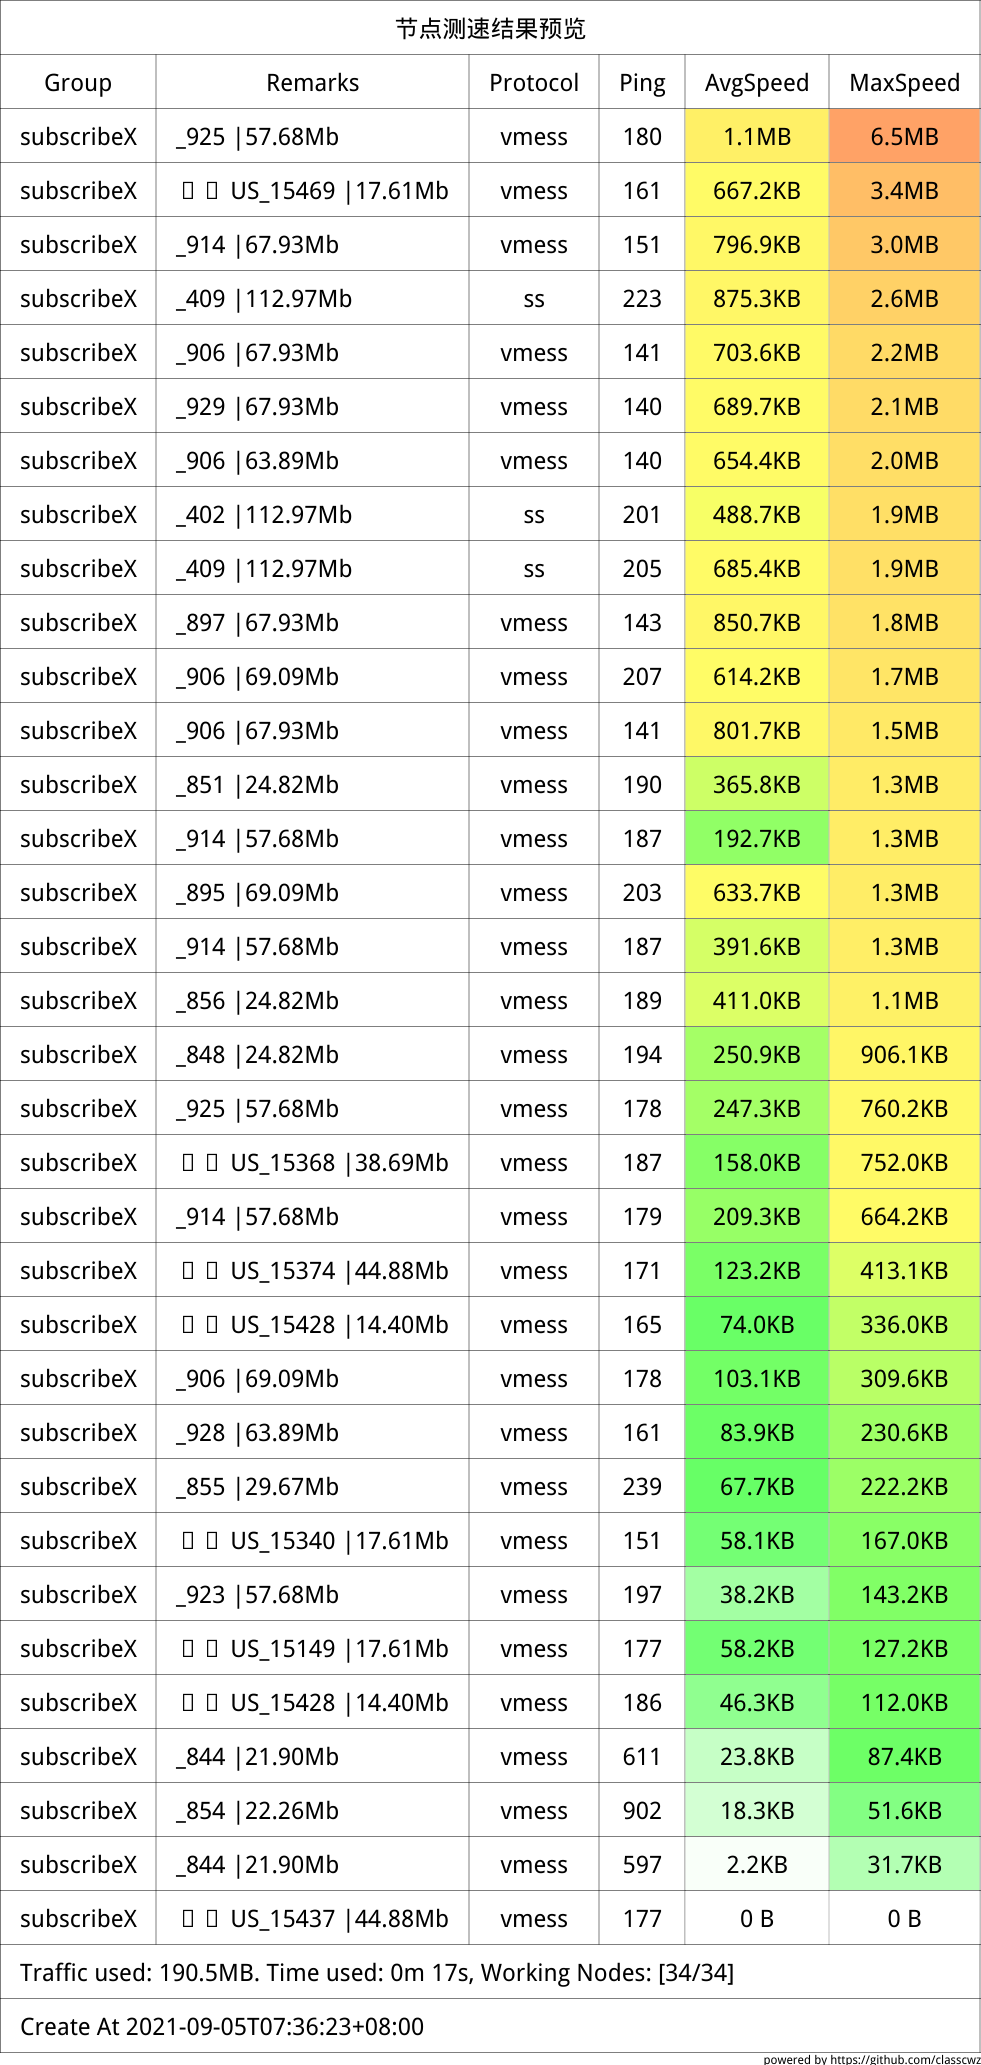 节点测速结果预览
Group Remarks Protocol Ping AvgSpeed MaxSpeed
subscribeX _925 |57.68Mb vmess 180 1.1MB 6.5MB
subscribeX US_15469 |17.61Mb vmess 161 667.2KB 3.4MB
subscribeX _914 |67.93Mb vmess 151 796.9KB 3.0MB
subscribeX _409 |112.97Mb ss 223 875.3KB 2.6MB
subscribeX _906 |67.93Mb vmess 141 703.6KB 2.2MB
subscribeX _929 |67.93Mb vmess 140 689.7KB 2.1MB
subscribeX _906 |63.89Mb vmess 140 654.4KB 2.0MB
subscribeX _402 |112.97Mb ss 201 488.7KB 1.9MB
subscribeX _409 |112.97Mb ss 205 685.4KB 1.9MB
subscribeX _897 |67.93Mb vmess 143 850.7KB 1.8MB
subscribeX _906 |69.09Mb vmess 207 614.2KB 1.7MB
subscribeX _906 |67.93Mb vmess 141 801.7KB 1.5MB
subscribeX _851 |24.82Mb vmess 190 365.8KB 1.3MB
subscribeX _914 |57.68Mb vmess 187 192.7KB 1.3MB
subscribeX _895 |69.09Mb vmess 203 633.7KB 1.3MB
subscribeX _914 |57.68Mb vmess 187 391.6KB 1.3MB
subscribeX _856 |24.82Mb vmess 189 411.0KB 1.1MB
subscribeX _848 |24.82Mb vmess 194 250.9KB 906.1KB
subscribeX _925 |57.68Mb vmess 178 247.3KB 760.2KB
subscribeX US_15368 |38.69Mb vmess 187 158.0KB 752.0KB
subscribeX _914 |57.68Mb vmess 179 209.3KB 664.2KB
subscribeX US_15374 |44.88Mb vmess 171 123.2KB 413.1KB
subscribeX US_15428 |14.40Mb vmess 165 74.0KB 336.0KB
subscribeX _906 |69.09Mb vmess 178 103.1KB 309.6KB
subscribeX _928 |63.89Mb vmess 161 83.9KB 230.6KB
subscribeX _855 |29.67Mb vmess 239 67.7KB 222.2KB
subscribeX US_15340 |17.61Mb vmess 151 58.1KB 167.0KB
subscribeX _923 |57.68Mb vmess 197 38.2KB 143.2KB
subscribeX US_15149 |17.61Mb vmess 177 58.2KB 127.2KB
subscribeX US_15428 |14.40Mb vmess 186 46.3KB 112.0KB
subscribeX _844 |21.90Mb vmess 611 23.8KB 87.4KB
subscribeX _854 |22.26Mb vmess 902 18.3KB 51.6KB
subscribeX _844 |21.90Mb vmess 597 2.2KB 31.7KB
subscribeX US_15437 |44.88Mb vmess 177 0 B 0 B
Traffic used: 190.5MB. Time used: 0m 17s, Working Nodes: [34/34]
Create At 2021-09-05T07:36:23+08:00
powered by https://github.com/classcwz